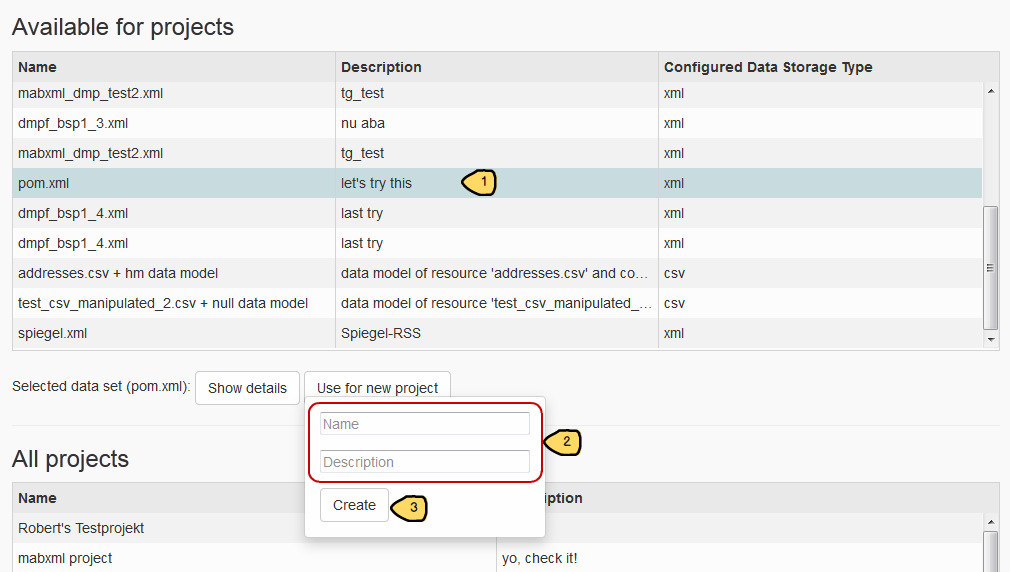 Available for projects
Name Description Configured Data Storage Type
mabxml_dmp_test2.xml tg_test xml
dmpf_bsp1_3.xml nu aba xml
mabxml_dmp_test2.xml tg_test xml
pom.xml let's try this 1 xml
dmpf_bsp1_4.xml last try xml
dmpf_bsp1_4.xml last try xml
addresses.csv + hm data model data model of resource 'addresses.csv' and co... csv
test_csv_manipulated_2.csv + null data model data model of resource 'test_csv_manipulated_... csv
spiegel.xml Spiegel-RSS xml
Selected data set (pom.xml): Show details Use for new project
Name
2
Description
All projects
Name ption
Create 3
Robert's Testprojekt
mabxml project yo, check it!